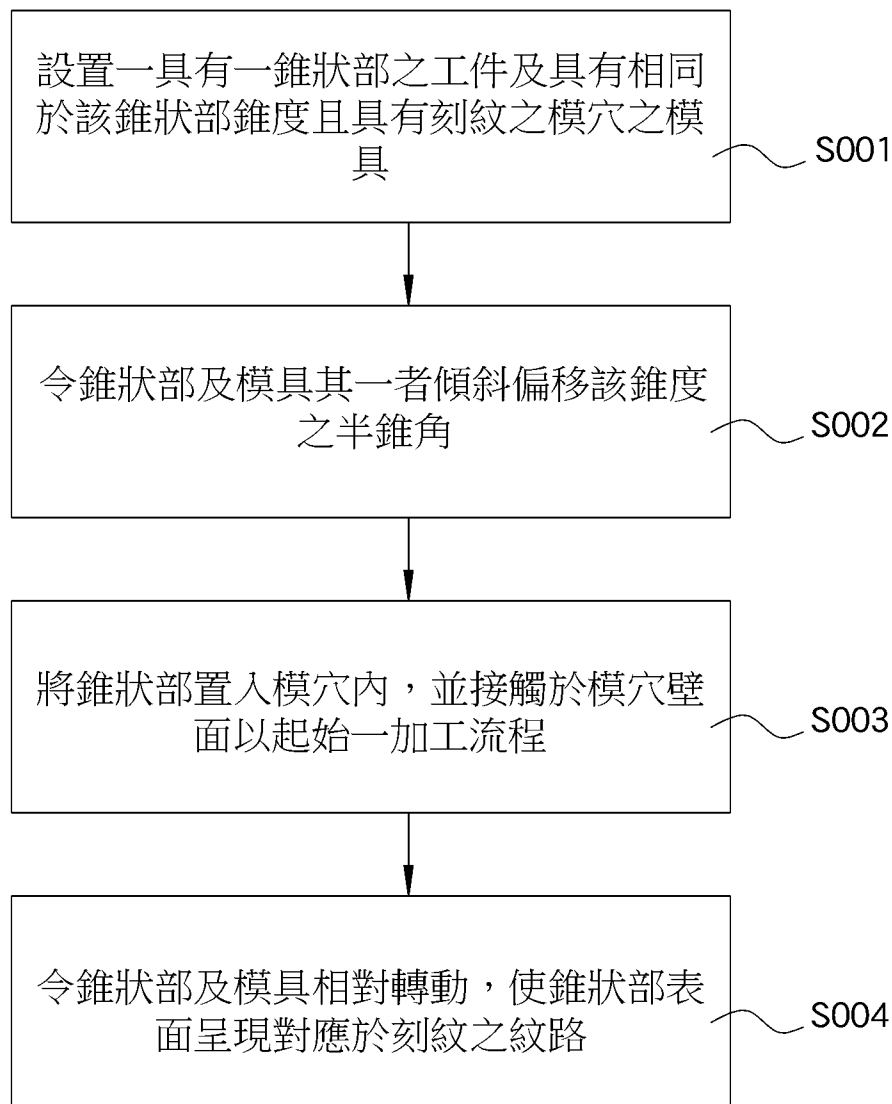 設置一具有一錐狀部之工件及具有相同
於該錐狀部錐度且具有刻紋之模穴之模
具
S001
令錐狀部及模具其一者傾斜偏移該錐度
之半錐角
S002
將錐狀部置入模穴內，並接觸於模穴壁
面以起始一加工流程
S003
令錐狀部及模具相對轉動，使錐狀部表
面呈現對應於刻紋之紋路
S004